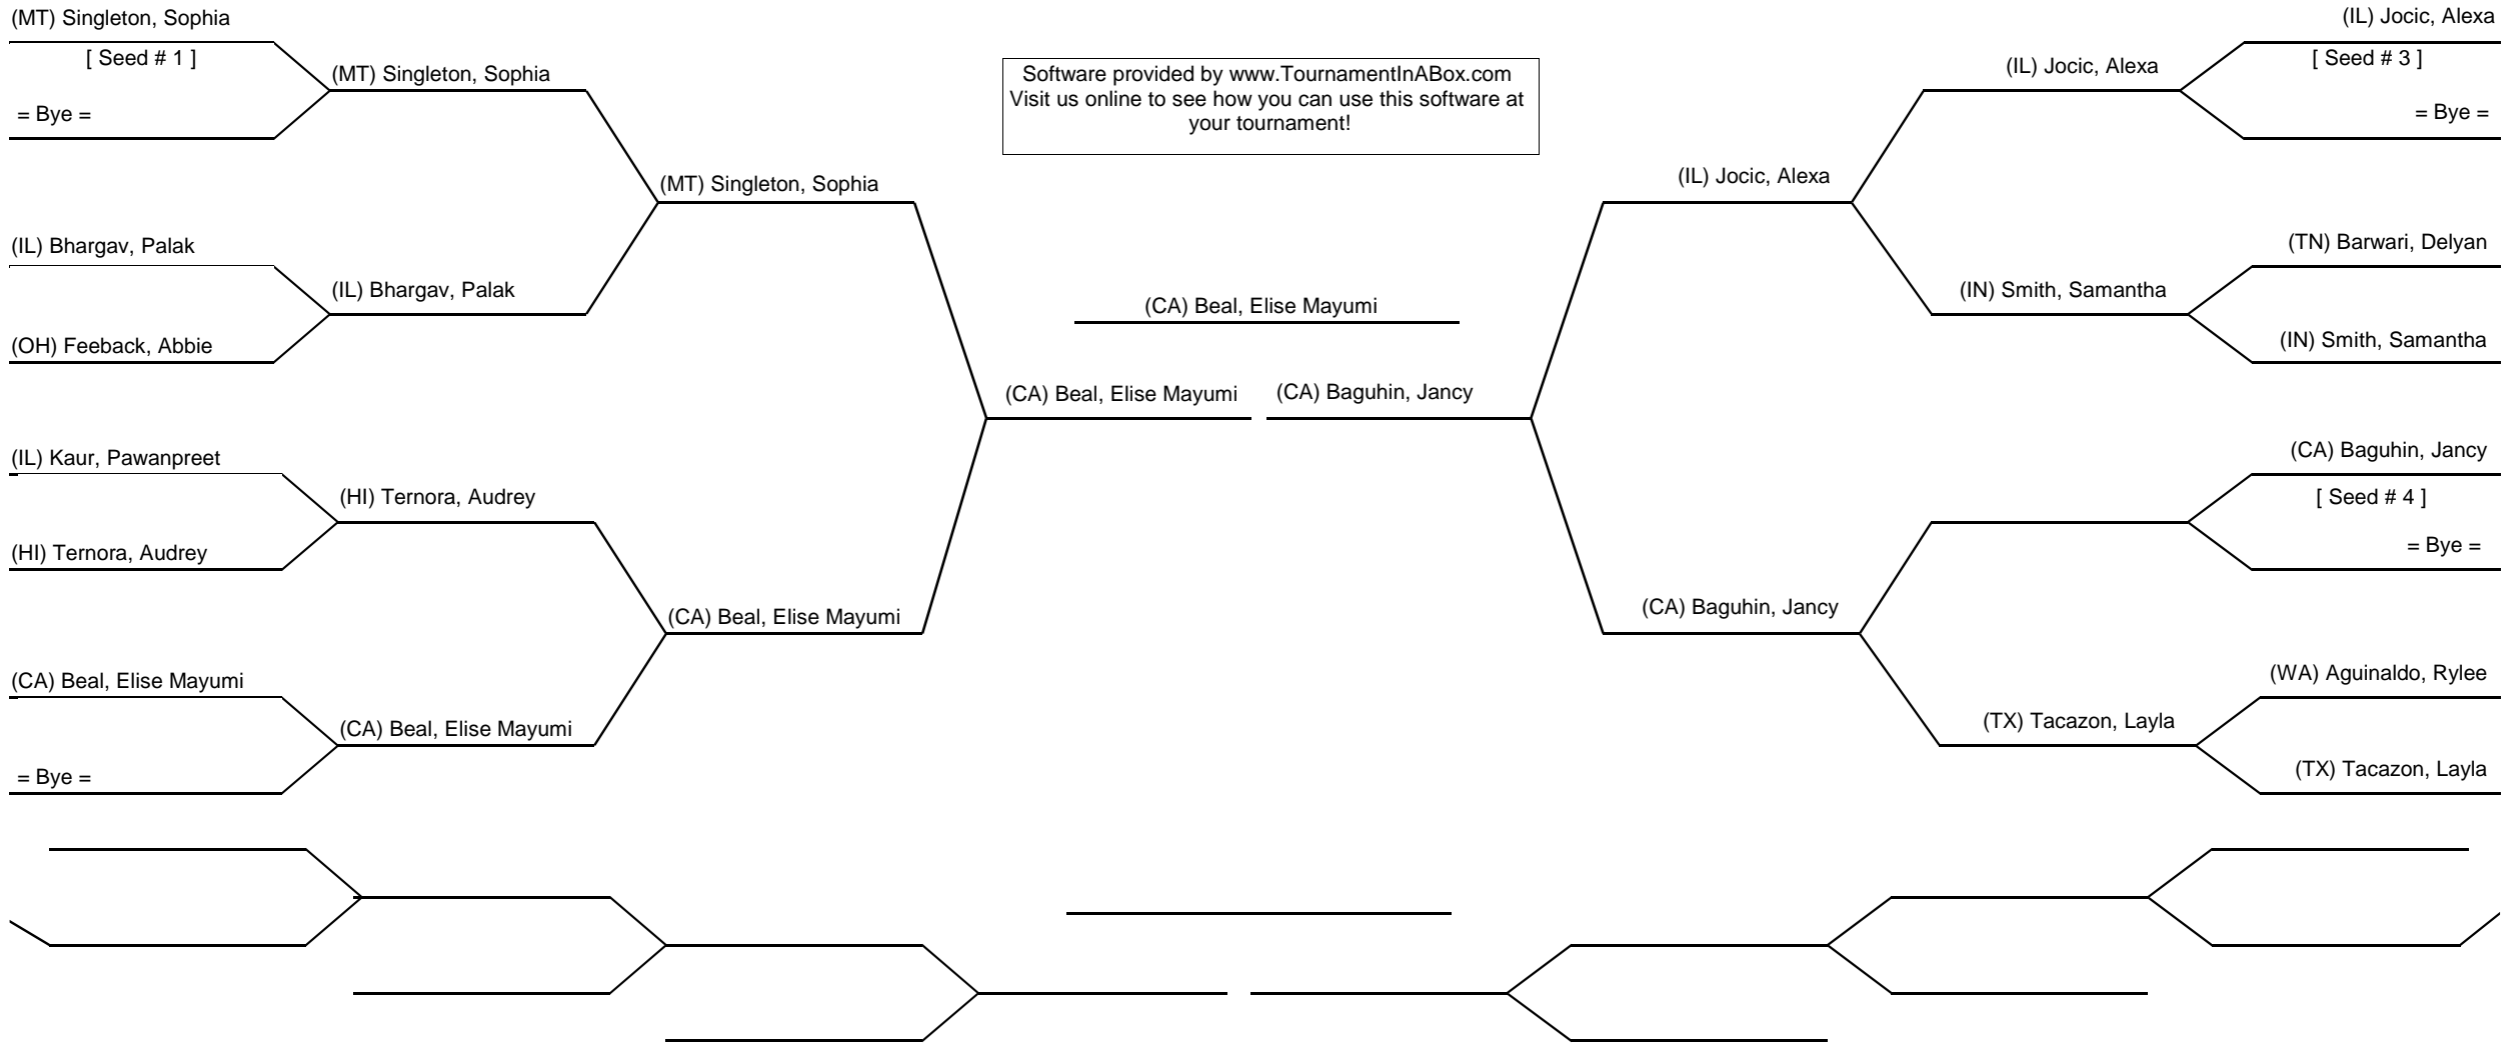 (MT) Singleton, Sophia
[ Seed # 1 ]
= Bye =
(IL) Bhargav, Palak
(OH) Feeback, Abbie
(IL) Kaur, Pawanpreet
(HI) Ternora, Audrey
(CA) Beal, Elise Mayumi
= Bye =
(MT) Singleton, Sophia
(IL) Bhargav, Palak
(HI) Ternora, Audrey
(CA) Beal, Elise Mayumi
(MT) Singleton, Sophia
(CA) Beal, Elise Mayumi
Software provided by www.TournamentInABox.com
Visit us online to see how you can use this software at
your tournament!
(CA) Beal, Elise Mayumi
(CA) Beal, Elise Mayumi
(CA) Baguhin, Jancy
(IL) Jocic, Alexa
(CA) Baguhin, Jancy
(IL) Jocic, Alexa
(IN) Smith, Samantha
(TX) Tacazon, Layla
(IL) Jocic, Alexa
[ Seed # 3 ]
= Bye =
(TN) Barwari, Delyan
(IN) Smith, Samantha
(CA) Baguhin, Jancy
[ Seed # 4 ]
= Bye =
(WA) Aguinaldo, Rylee
(TX) Tacazon, Layla